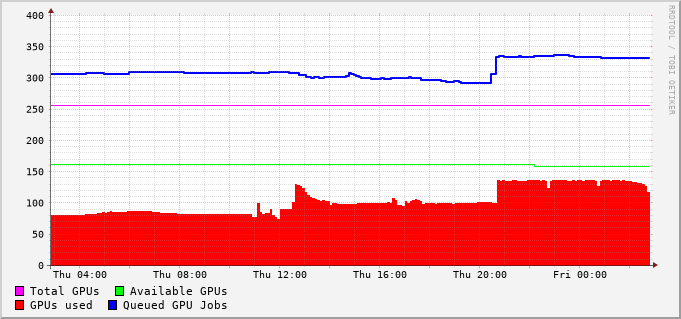 400
350
300
250
200
150
100
50
0
Thu 04:00 Thu 08:00 Thu 12:00 Thu 16:00 Thu 20:00 Fri 00:00
Total GPUs Available GPUs
GPUs used Queued GPU Jobs
RRDTOOL / TOBI OETIKER